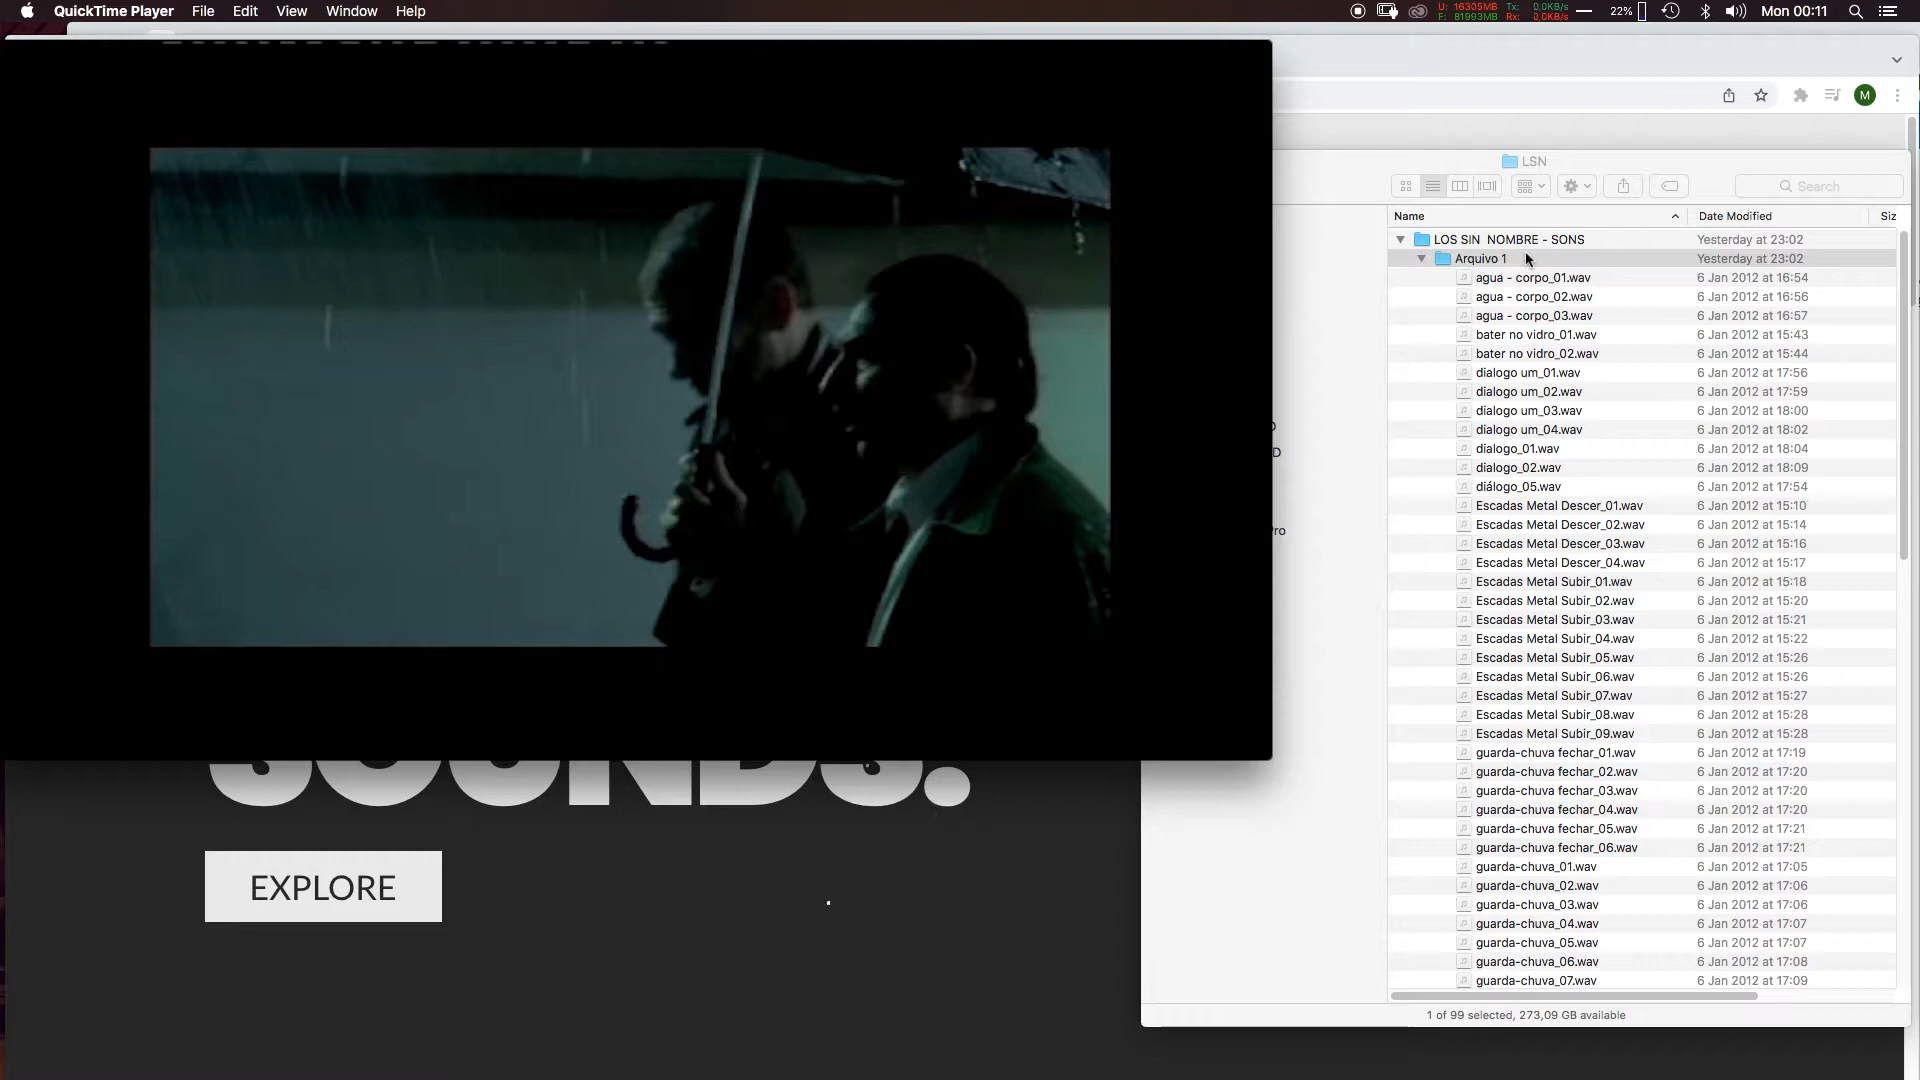 QuickTime Player File Edit View Window Help
U: 16305MB Tx: 0,0KB/s
F: 81993MB Rx: 0,0KB/s
22% Mon 00:11
M
LSN
Search
Name Date Modified Siz
LOS SIN NOMBRE - SONS Yesterday at 23:02
Arquivo 1 Yesterday at 23:02
agua - corpo_01.wav 6 Jan 2012 at 16:54
agua - corpo_02.wav 6 Jan 2012 at 16:56
agua - corpo_03.wav 6 Jan 2012 at 16:57
bater no vidro_01.wav 6 Jan 2012 at 15:43
bater no vidro_02.wav 6 Jan 2012 at 15:44
dialogo um_01.wav 6 Jan 2012 at 17:56
dialogo um_02.wav 6 Jan 2012 at 17:59
dialogo um_03.wav 6 Jan 2012 at 18:00
dialogo um_04.wav 6 Jan 2012 at 18:02
dialogo_01.wav 6 Jan 2012 at 18:04
dialogo_02.wav 6 Jan 2012 at 18:09
diálogo_05.wav 6 Jan 2012 at 17:54
Escadas Metal Descer_01.wav 6 Jan 2012 at 15:10
Escadas Metal Descer_02.wav 6 Jan 2012 at 15:14
Escadas Metal Descer_03.wav 6 Jan 2012 at 15:16
Escadas Metal Descer_04.wav 6 Jan 2012 at 15:17
Escadas Metal Subir_01.wav 6 Jan 2012 at 15:18
Escadas Metal Subir_02.wav 6 Jan 2012 at 15:20
Escadas Metal Subir_03.wav 6 Jan 2012 at 15:21
Escadas Metal Subir_04.wav 6 Jan 2012 at 15:22
Escadas Metal Subir_05.wav 6 Jan 2012 at 15:26
Escadas Metal Subir_06.wav 6 Jan 2012 at 15:26
Escadas Metal Subir_07.wav 6 Jan 2012 at 15:27
Escadas Metal Subir_08.wav 6 Jan 2012 at 15:28
Escadas Metal Subir_09.wav 6 Jan 2012 at 15:28
guarda-chuva fechar_01.wav 6 Jan 2012 at 17:19
guarda-chuva fechar_02.wav 6 Jan 2012 at 17:20
guarda-chuva fechar_03.wav 6 Jan 2012 at 17:20
guarda-chuva fechar_04.wav 6 Jan 2012 at 17:20
guarda-chuva fechar_05.wav 6 Jan 2012 at 17:21
guarda-chuva fechar_06.wav 6 Jan 2012 at 17:21
guarda-chuva_01.wav 6 Jan 2012 at 17:05
guarda-chuva_02.wav 6 Jan 2012 at 17:06
guarda-chuva_03.wav 6 Jan 2012 at 17:06
guarda-chuva_04.wav 6 Jan 2012 at 17:07
guarda-chuva_05.wav 6 Jan 2012 at 17:07
guarda-chuva_06.wav 6 Jan 2012 at 17:08
guarda-chuva_07.wav 6 Jan 2012 at 17:09
1 of 99 selected, 273,09 GB available
D
ro
SOUNDS.
EXPLORE